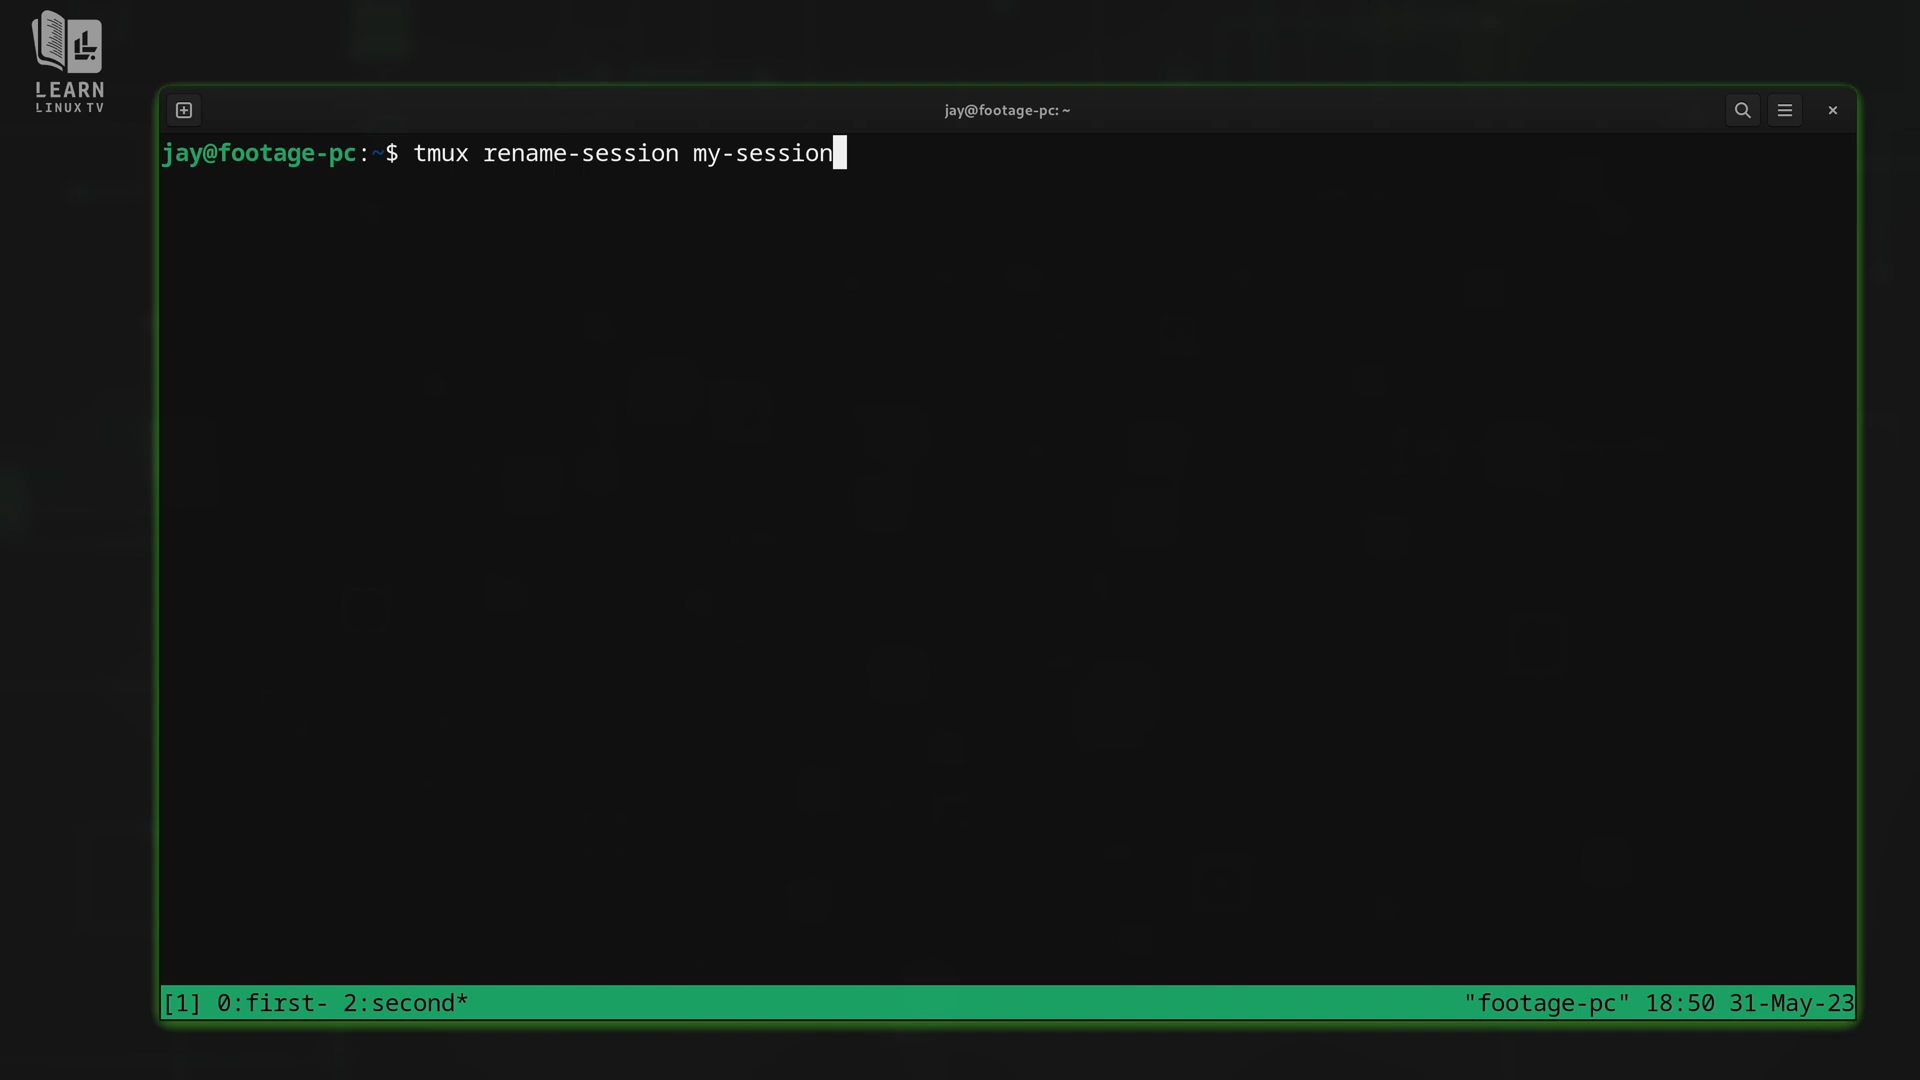 LEARN
LINUX TV
jay@footage-pc: ~
jay@footage-pc:~$ tmux rename-session my-session
[1] 0:first- 2:second* "footage-pc" 18:50 31-May-23